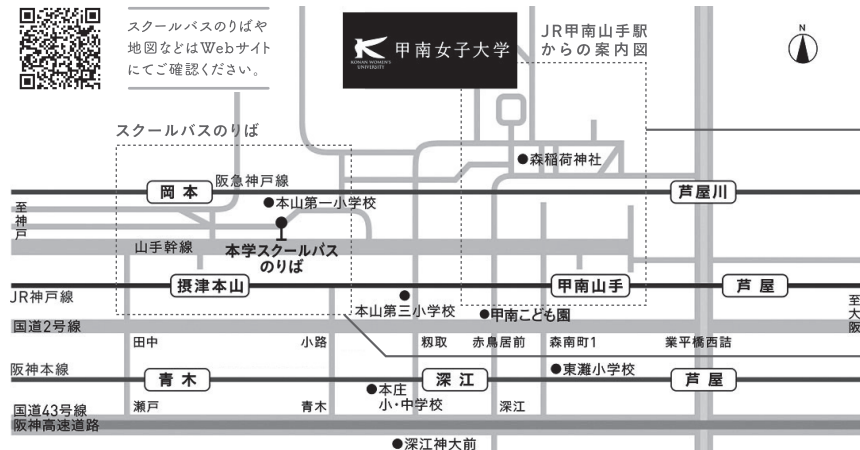 スクールバスのりばや
地図などはWebサイト
にてご確認ください。
甲南女子大学
KONAN WOMEN'S
UNIVERSITY
JR甲南山手駅
からの案内図
N
スクールバスのりば
森稲荷神社
阪急神戸線
岡本
芦屋川
本山第一小学校
至神戸
山手幹線
本学スクールバス
のりば
摂津本山
甲南山手
芦屋
JR神戸線
至大阪
本山第三小学校
甲南こども園
国道2号線
田中
小路
籾取
赤鳥居前
森南町1
業平橋西詰
阪神本線
青木
深江
東灘小学校
芦屋
本庄
小・中学校
瀬戸
青木
深江
国道43号線
阪神高速道路
深江神大前